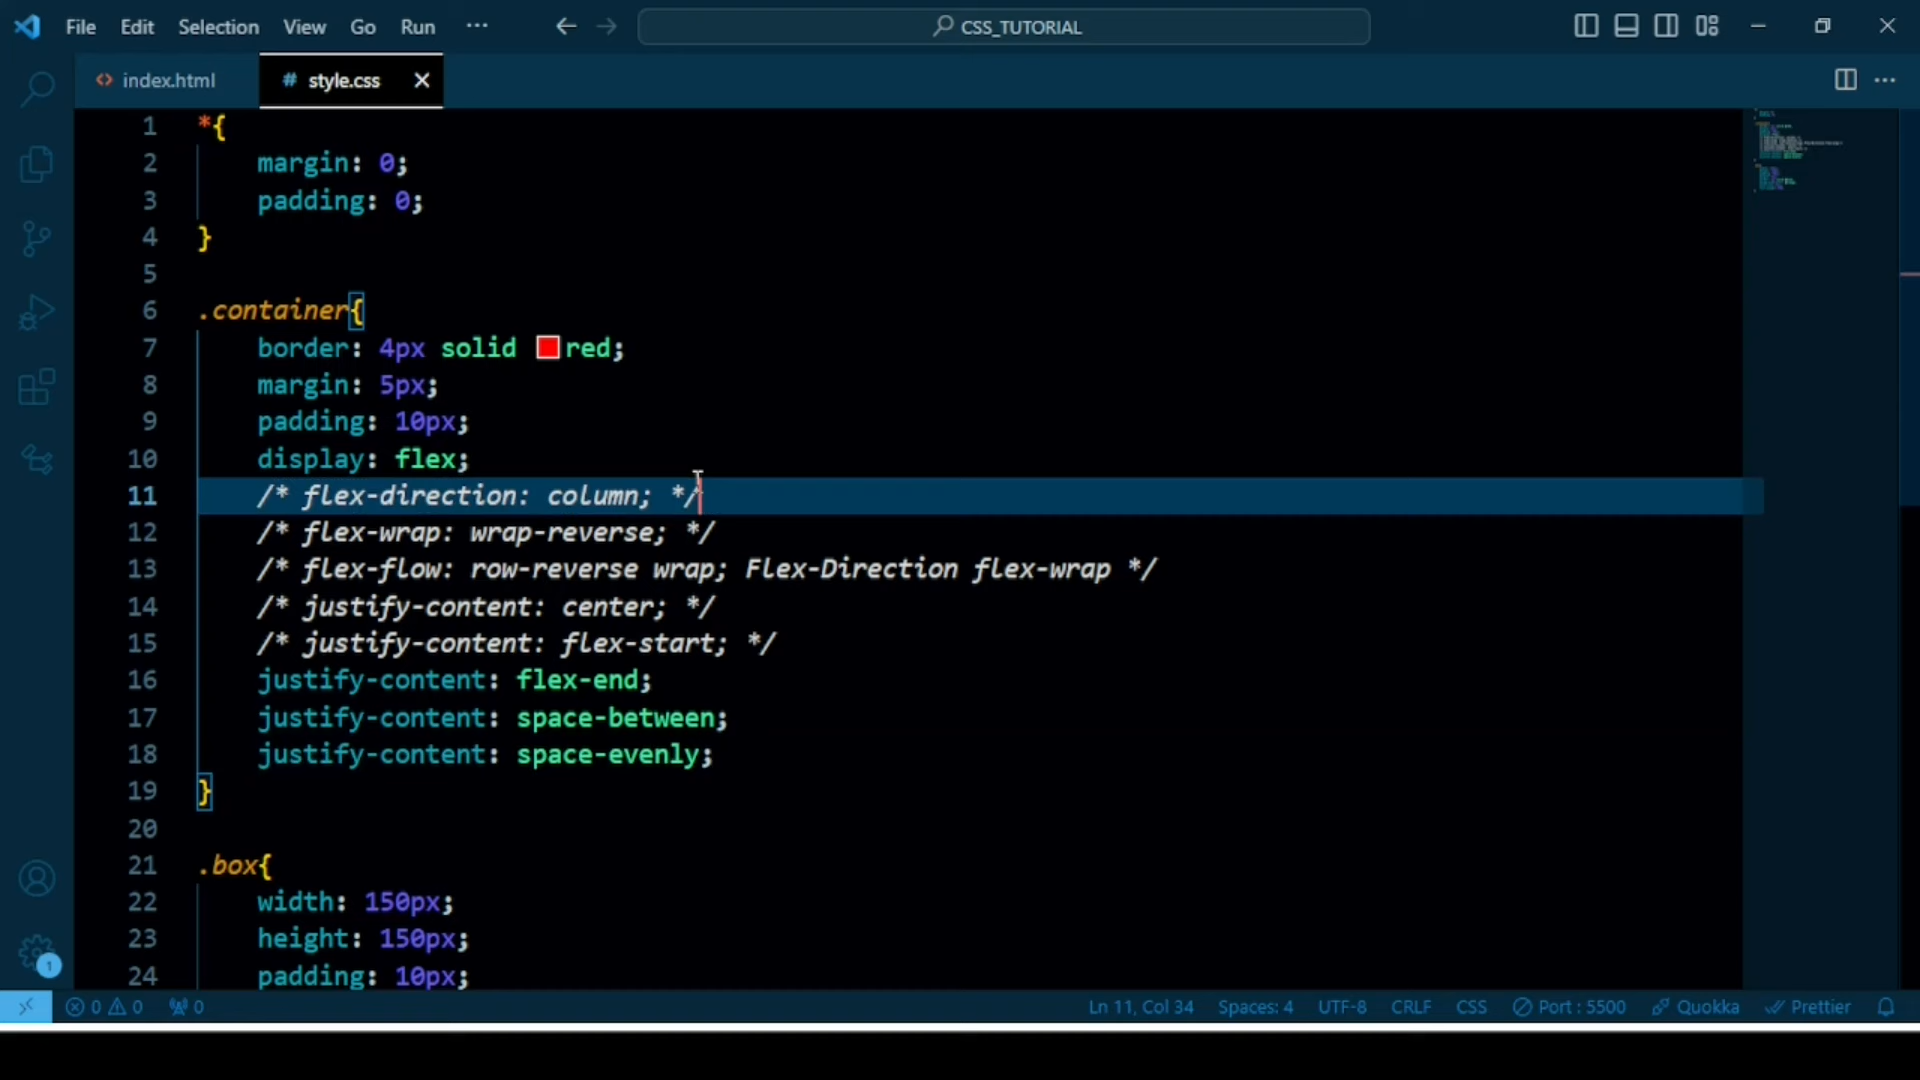 File Edit Selection View Go Run ··· CSS_TUTORIAL
index.html # style.css
1 *{
2 margin: 0;
3 padding: 0;
4 }
5
6 .container{
7 border: 4px solid red;
8 margin: 5px;
9 padding: 10px;
10 display: flex;
11 /* flex-direction: column; */
12 /* flex-wrap: wrap-reverse; */
13 /* flex-flow: row-reverse wrap; Flex-Direction flex-wrap */
14 /* justify-content: center; */
15 /* justify-content: flex-start; */
16 justify-content: flex-end;
17 justify-content: space-between;
18 justify-content: space-evenly;
19 }
20
21 .box{
22 width: 150px;
23 height: 150px;
24 padding: 10px;
1
0 0 0 Ln 11, Col 34 Spaces: 4 UTF-8 CRLF CSS Port : 5500 Quokka Prettier